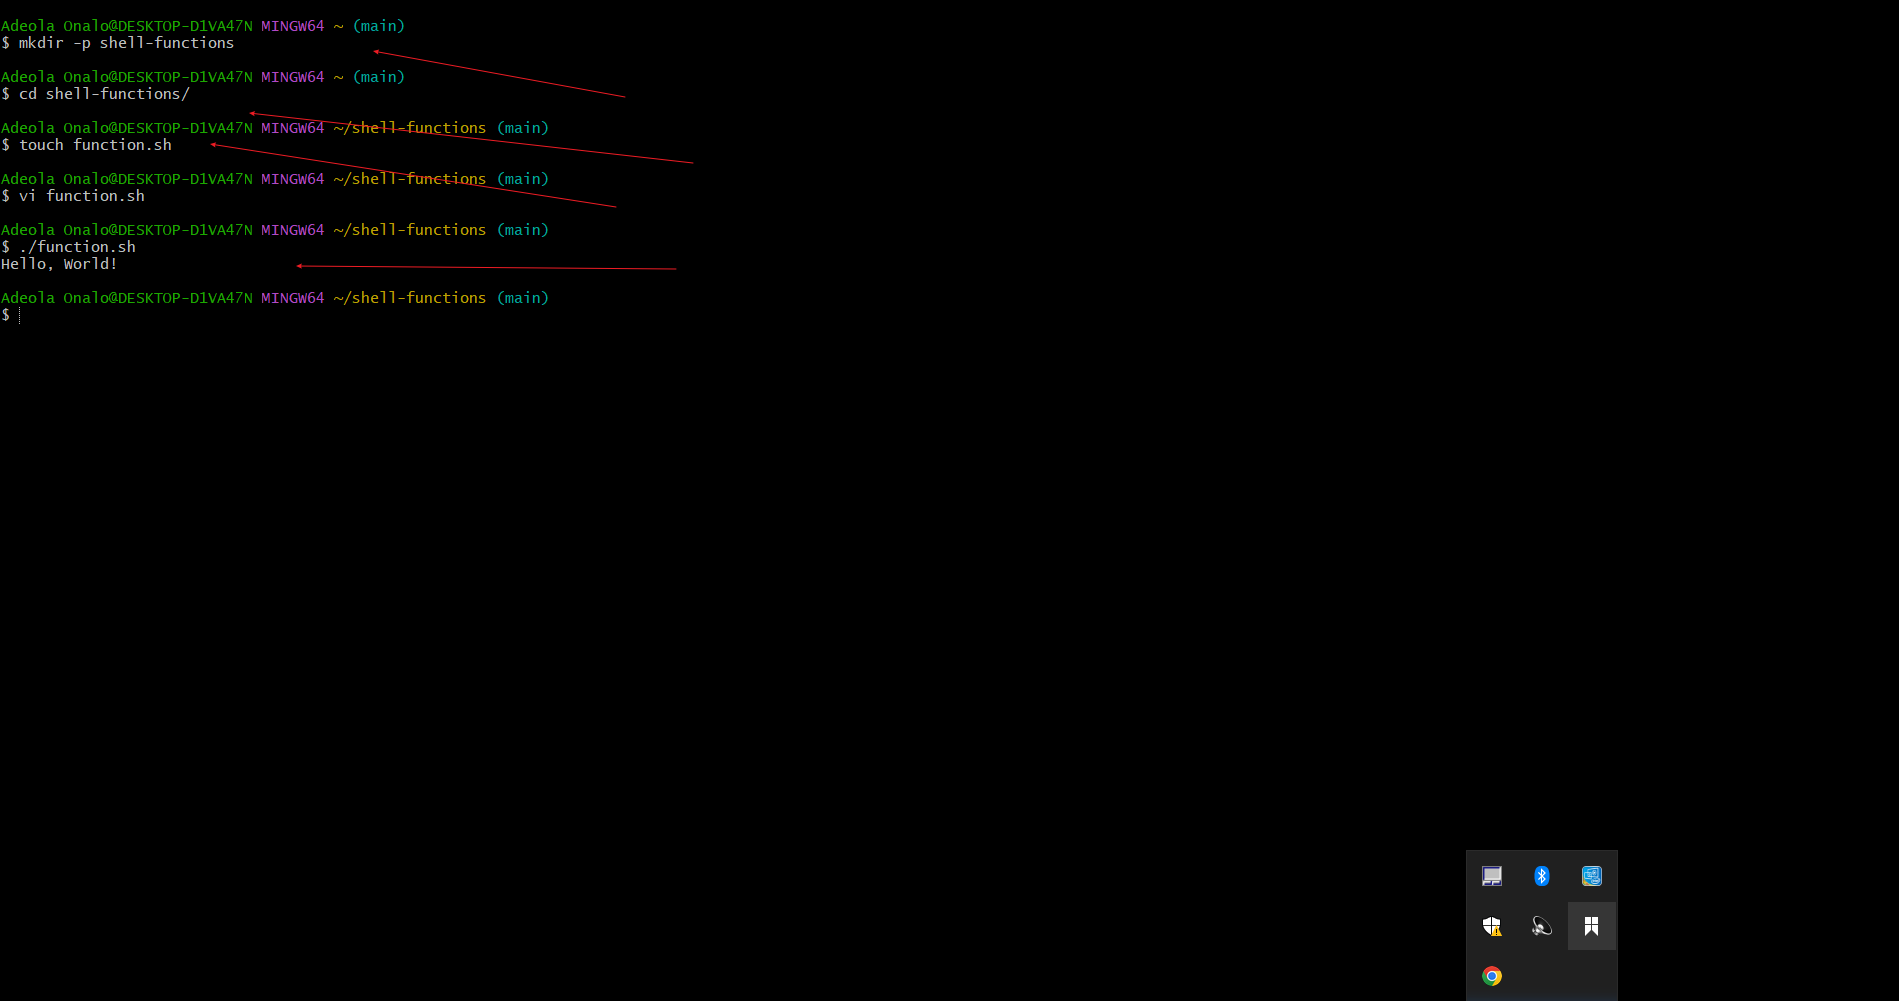 Adeola Onalo@DESKTOP-D1VA47N MINGW64 ~ (main)
$ mkdir -p shell-functions
Adeola Onalo@DESKTOP-D1VA47N MINGW64 ~ (main)
$ cd shell-functions/
Adeola Onalo@DESKTOP-D1VA47N MINGW64 ~/shell-functions (main)
$ touch function.sh
Adeola Onalo@DESKTOP-D1VA47N MINGW64 ~/shell-functions (main)
$ vi function.sh
Adeola Onalo@DESKTOP-D1VA47N MINGW64 ~/shell-functions (main)
$ ./function.sh
Hello, World!
Adeola Onalo@DESKTOP-D1VA47N MINGW64 ~/shell-functions (main)
$